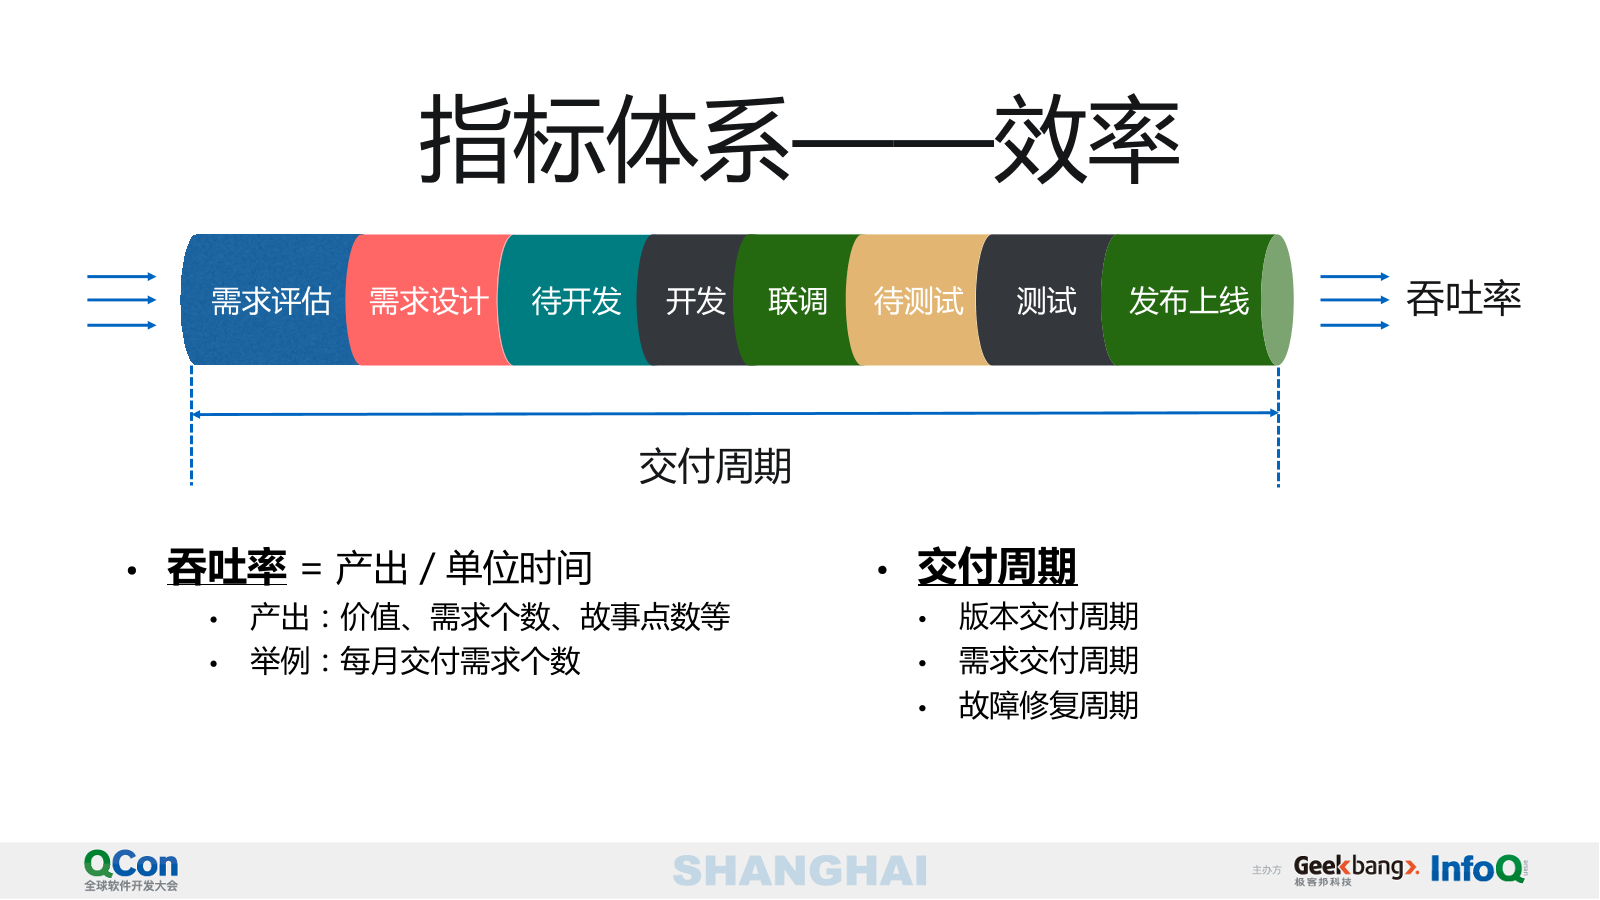 指标体系——效率
需求评估 需求设计 待开发 开发 联调 待测试 测试 发布上线 吞吐率
交付周期
• 吞吐率 = 产出 / 单位时间
• 产出：价值、需求个数、故事点数等
• 举例：每月交付需求个数
• 交付周期
• 版本交付周期
• 需求交付周期
• 故障修复周期
QCon
全球软件开发大会
SHANGHAI
主办方
Geekbang>.
极客邦科技
InfoQ